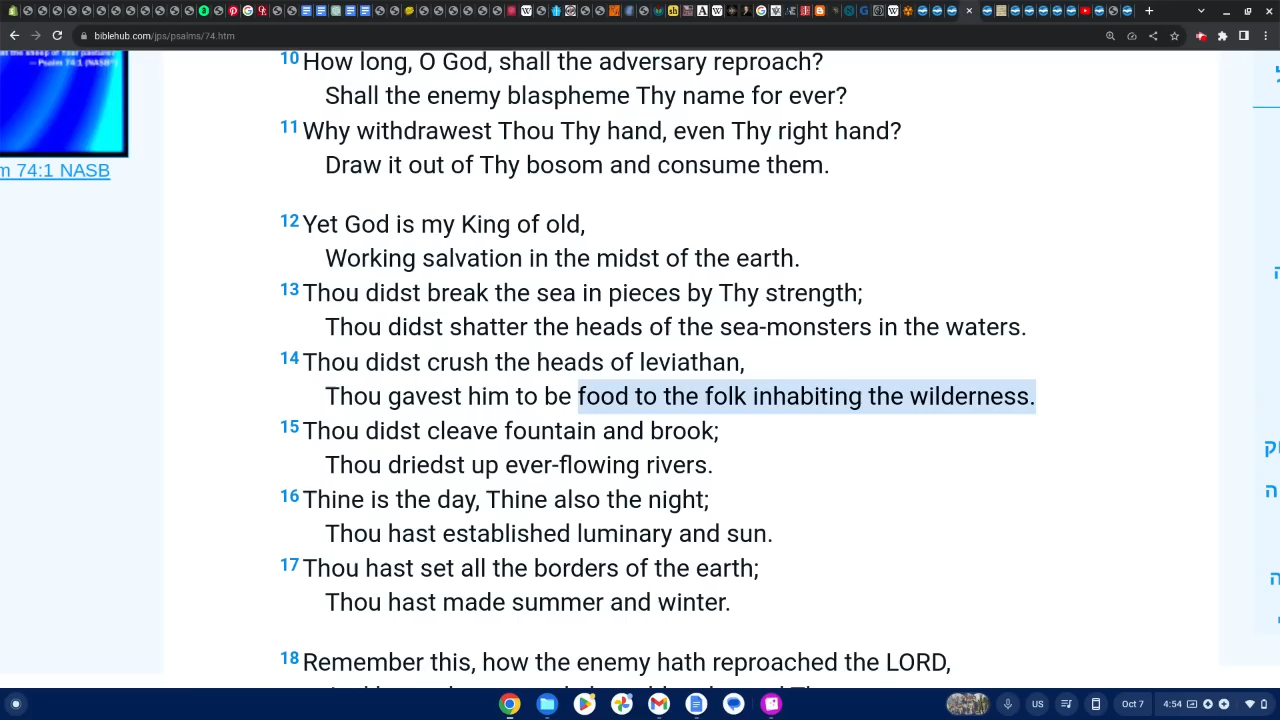 biblehub.com/jps/psalms/74.htm
— Psalm 74:1 (NASB)
m 74:1 NASB
10 How long, O God, shall the adversary reproach?
Shall the enemy blaspheme Thy name for ever?
11 Why withdrawest Thou Thy hand, even Thy right hand?
Draw it out of Thy bosom and consume them.
12 Yet God is my King of old,
Working salvation in the midst of the earth.
13 Thou didst break the sea in pieces by Thy strength;
Thou didst shatter the heads of the sea-monsters in the waters.
14 Thou didst crush the heads of leviathan,
Thou gavest him to be food to the folk inhabiting the wilderness.
15 Thou didst cleave fountain and brook;
Thou driedst up ever-flowing rivers.
16 Thine is the day, Thine also the night;
Thou hast established luminary and sun.
17 Thou hast set all the borders of the earth;
Thou hast made summer and winter.
18 Remember this, how the enemy hath reproached the LORD,
US
Oct 7
4:54